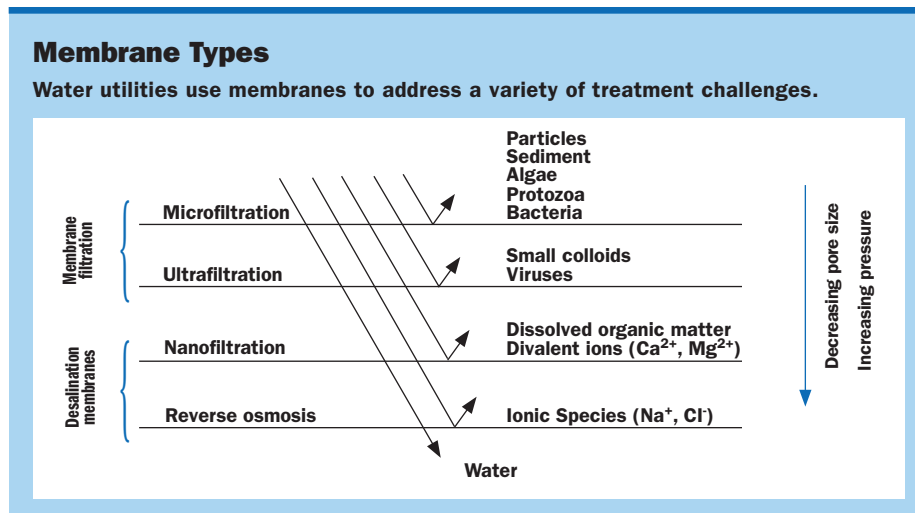 Membrane Types
Water utilities use membranes to address a variety of treatment challenges.
Membrane
filtration
Microfiltration
Particles
Sediment
Algae
Protozoa
Bacteria
Ultrafiltration
Small colloids
Viruses
Desalination
membranes
Nanofiltration
Dissolved organic matter
Divalent ions (Ca²⁺, Mg²⁺)
Reverse osmosis
Ionic Species (Na⁺, Cl⁻)
Water
Decreasing pore size
Increasing pressure